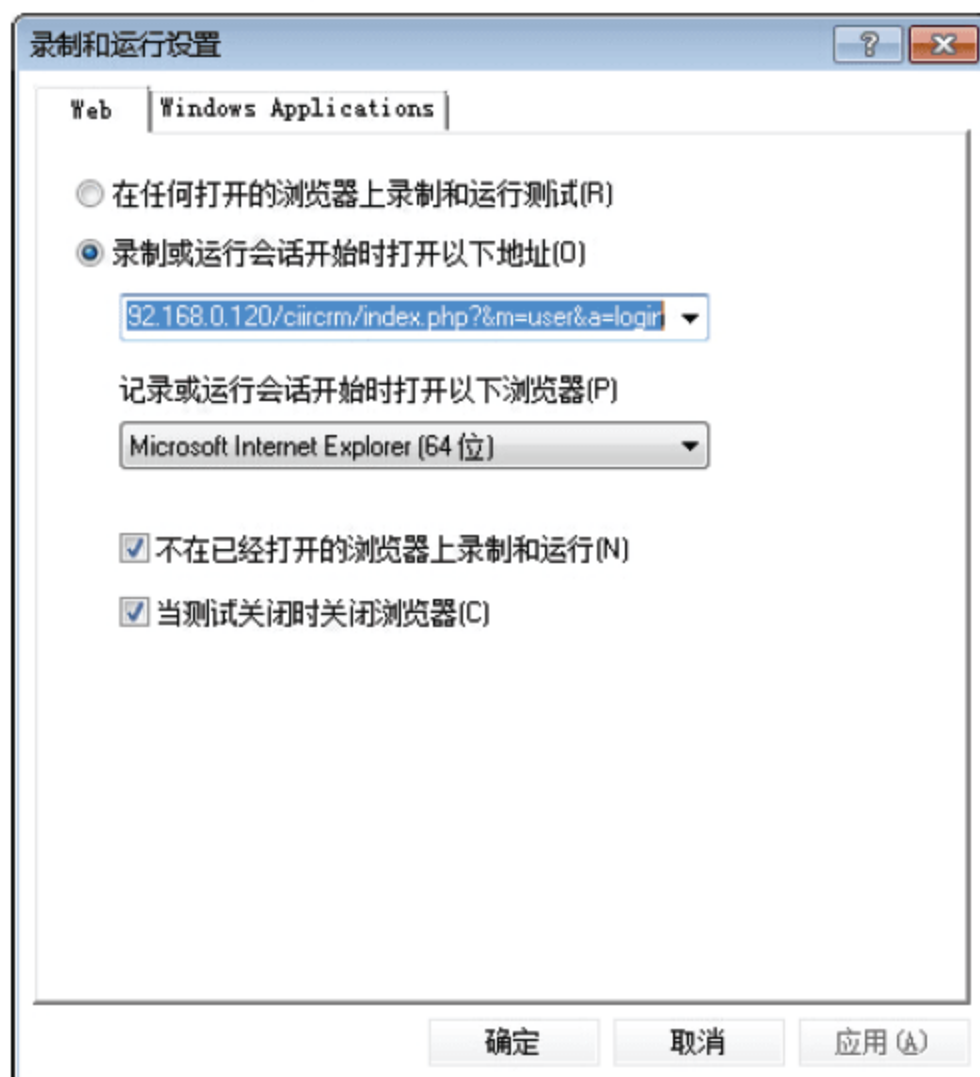 录制和运行设置
Web
Windows Applications
在任何打开的浏览器上录制和运行测试(R)
录制或运行会话开始时打开以下地址(O)
92.168.0.120/ciircrm/index.php?&m=user&a=login
记录或运行会话开始时打开以下浏览器(P)
Microsoft Internet Explorer (64 位)
不在已经打开的浏览器上录制和运行(N)
当测试关闭时关闭浏览器(C)
确定 取消 应用(A)